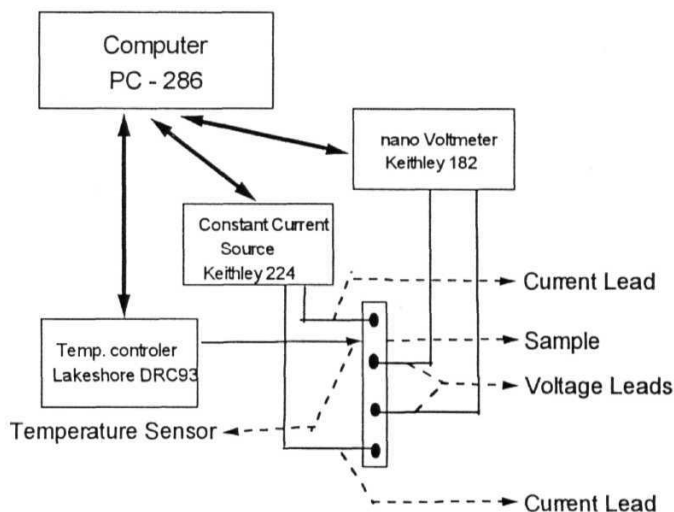 Computer
PC - 286
nano Voltmeter
Keithley 182
Constant Current
Source
Keithley 224
Current Lead
Temp. controler
Lakeshore DRC93
Sample
Voltage Leads
Temperature Sensor
Current Lead